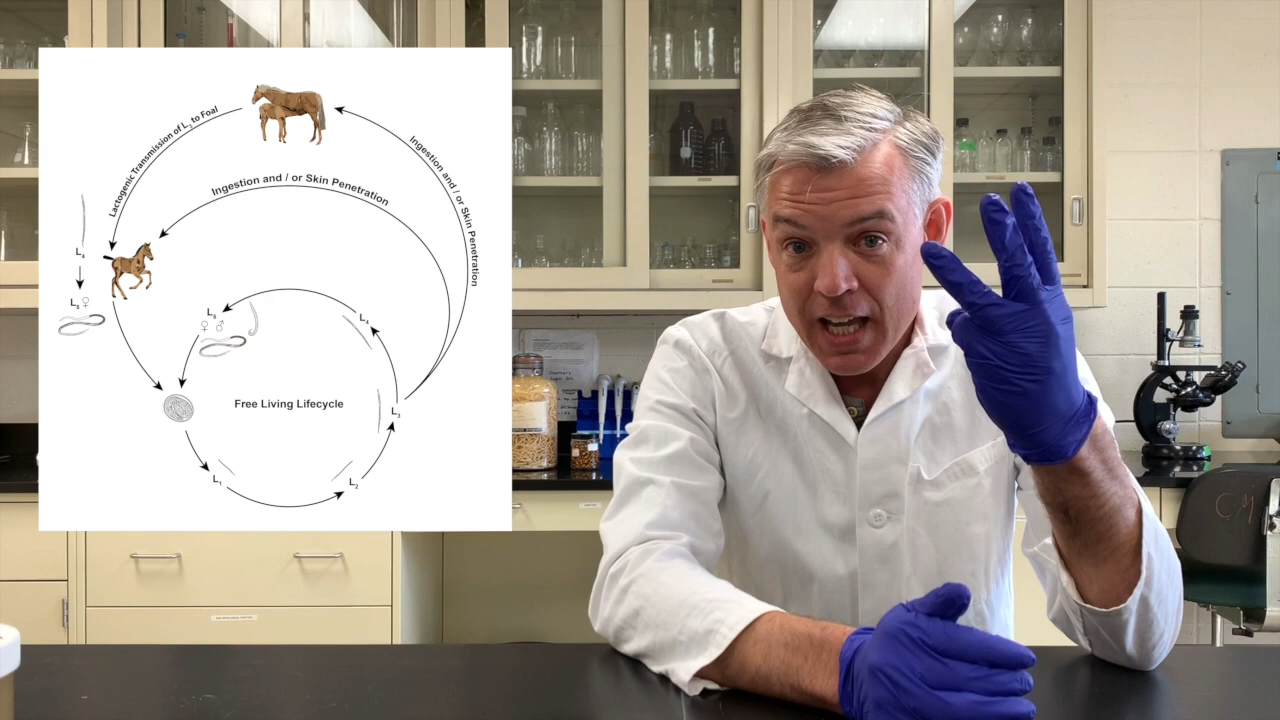 Lactogenic Transmission of L₃ to Foal
Ingestion and / or Skin Penetration
Ingestion and / or Skin Penetration
L₄
L₅ ♀
L₅
♀ ♂
L₄
Free Living Lifecycle
L₃
L₁
L₂
CM